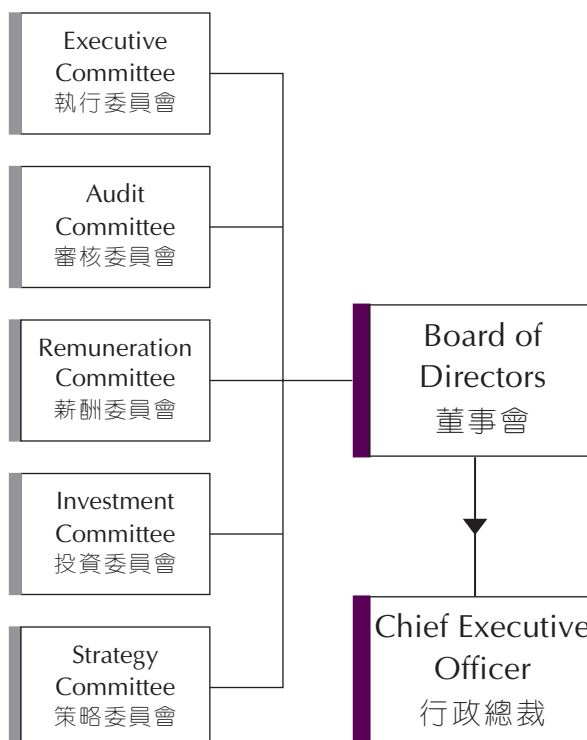 Executive
Committee
執行委員會
Audit
Committee
審核委員會
Remuneration
Committee
薪酬委員會
Investment
Committee
投資委員會
Strategy
Committee
策略委員會
Board of
Directors
董事會
Chief Executive
Officer
行政總裁